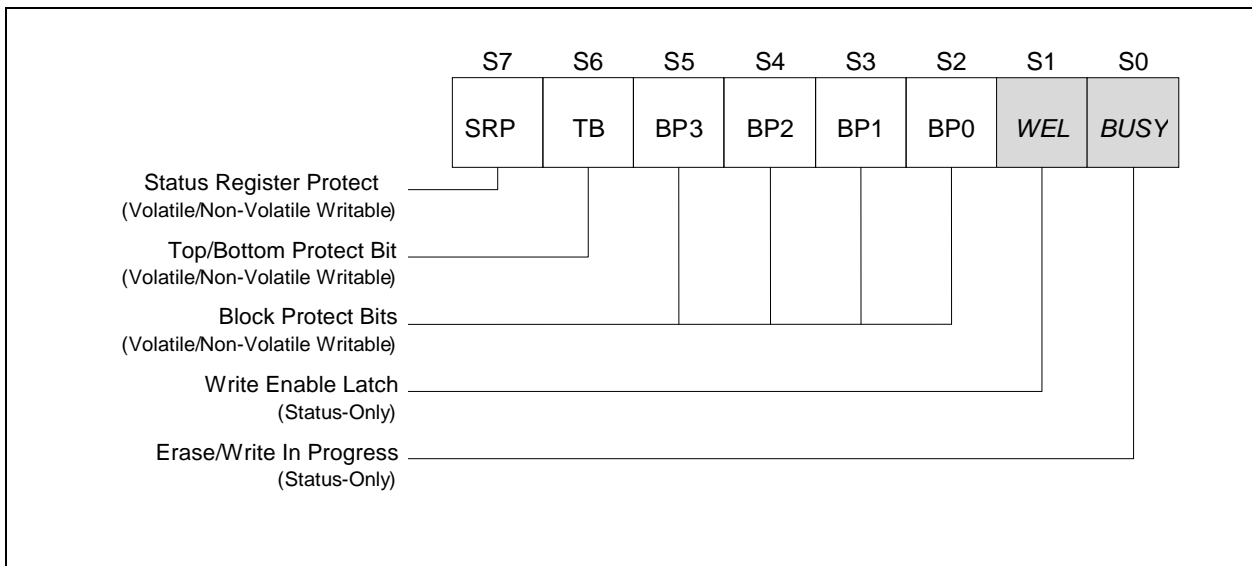 S7 S6 S5 S4 S3 S2 S1 S0
SRP TB BP3 BP2 BP1 BP0 WEL BUSY
Status Register Protect
(Volatile/Non-Volatile Writable)
Top/Bottom Protect Bit
(Volatile/Non-Volatile Writable)
Block Protect Bits
(Volatile/Non-Volatile Writable)
Write Enable Latch
(Status-Only)
Erase/Write In Progress
(Status-Only)